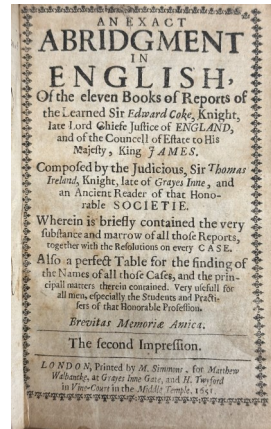 AN EXACT
ABRIDGMENT
IN
ENGLISH,
Of the eleven Books of Reports of
the Learned Sir Edward Coke, Knight,
late Lord Chiefe Justice of ENGLAND,
and of the Councell of Estate to His
Majesty, King JAMES.
Composed by the Judicious, Sir Thomas
Ireland, Knight, late of Grayes Inne, and
an Ancient Reader of that Hono-
rable SOCIETIE.
Wherein is briefly contained the very
substance and marrow of all those Reports,
together with the Resolutions on every CASE.
Also a perfect Table for the finding of
the Names of all those Cases, and the prin-
cipall matters therein contained. Very usefull for
all men, especially the Students and Practi-
sers of that Honorable Profession.
Brevitas Memoriæ Amica.
The second Impression.
LONDON, Printed by M. Simmons, for Matthew
Walbancke, at Grayes Inne Gate, and H. Twyford
in Vine-Court in the Middle Temple. 1651.